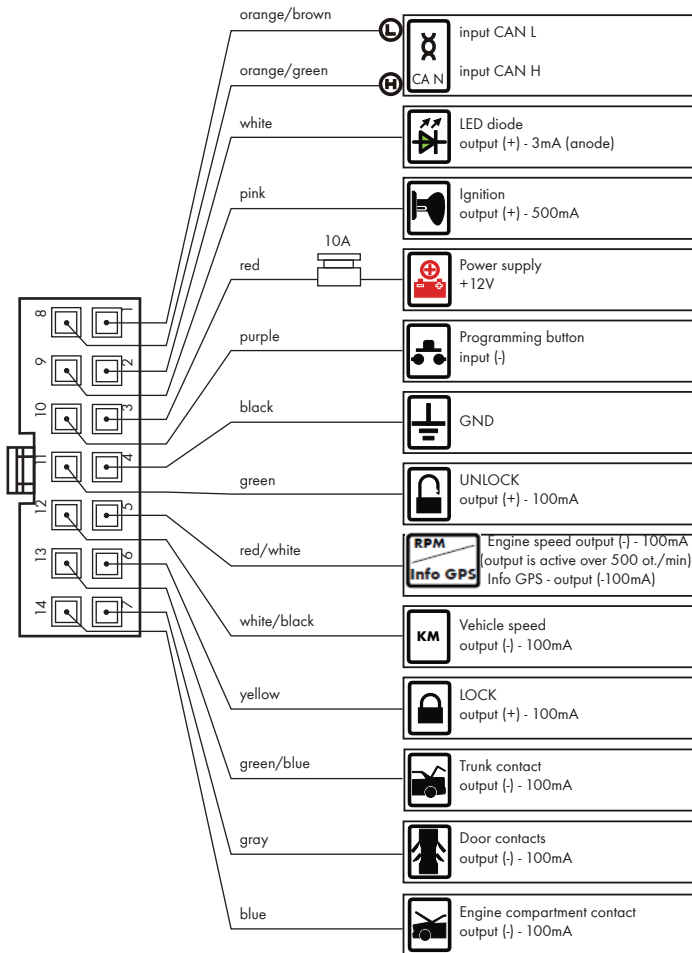 orange/brown
L
input CAN L
orange/green
H
CA N
input CAN H
white
LED diode
output (+) - 3mA (anode)
pink
Ignition
output (+) - 500mA
10A
red
Power supply
+12V
purple
Programming button
input (-)
black
GND
green
UNLOCK
output (+) - 100mA
red/white
RPM
Info GPS
Engine speed output (-) - 100mA
(output is active over 500 ot./min)
Info GPS - output (-100mA)
white/black
KM
Vehicle speed
output (-) - 100mA
yellow
LOCK
output (+) - 100mA
green/blue
Trunk contact
output (-) - 100mA
gray
Door contacts
output (-) - 100mA
blue
Engine compartment contact
output (-) - 100mA
8 1
9 2
10 3
11 4
12 5
13 6
14 7